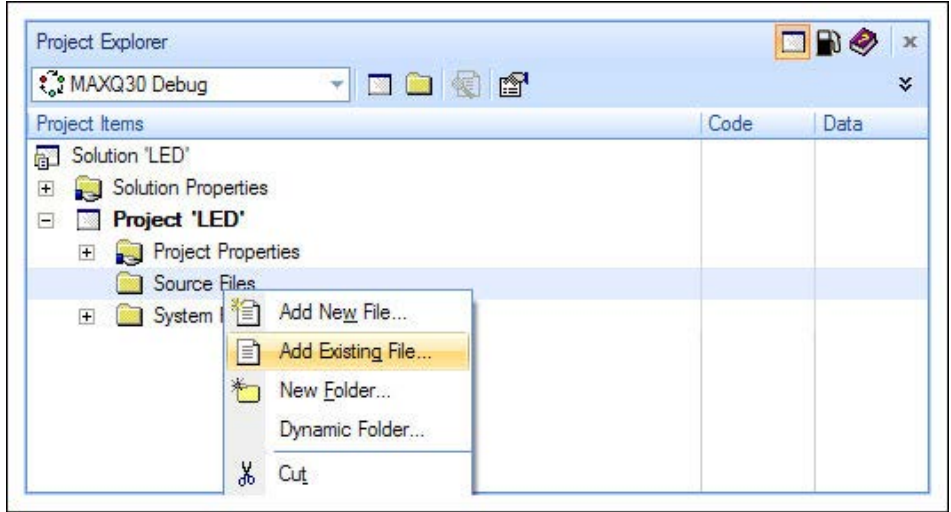 Project Explorer
MAXQ30 Debug
Project Items Code Data
Solution 'LED'
Solution Properties
Project 'LED'
Project Properties
Source Files
System
Add New File...
Add Existing File...
New Folder...
Dynamic Folder...
Cut